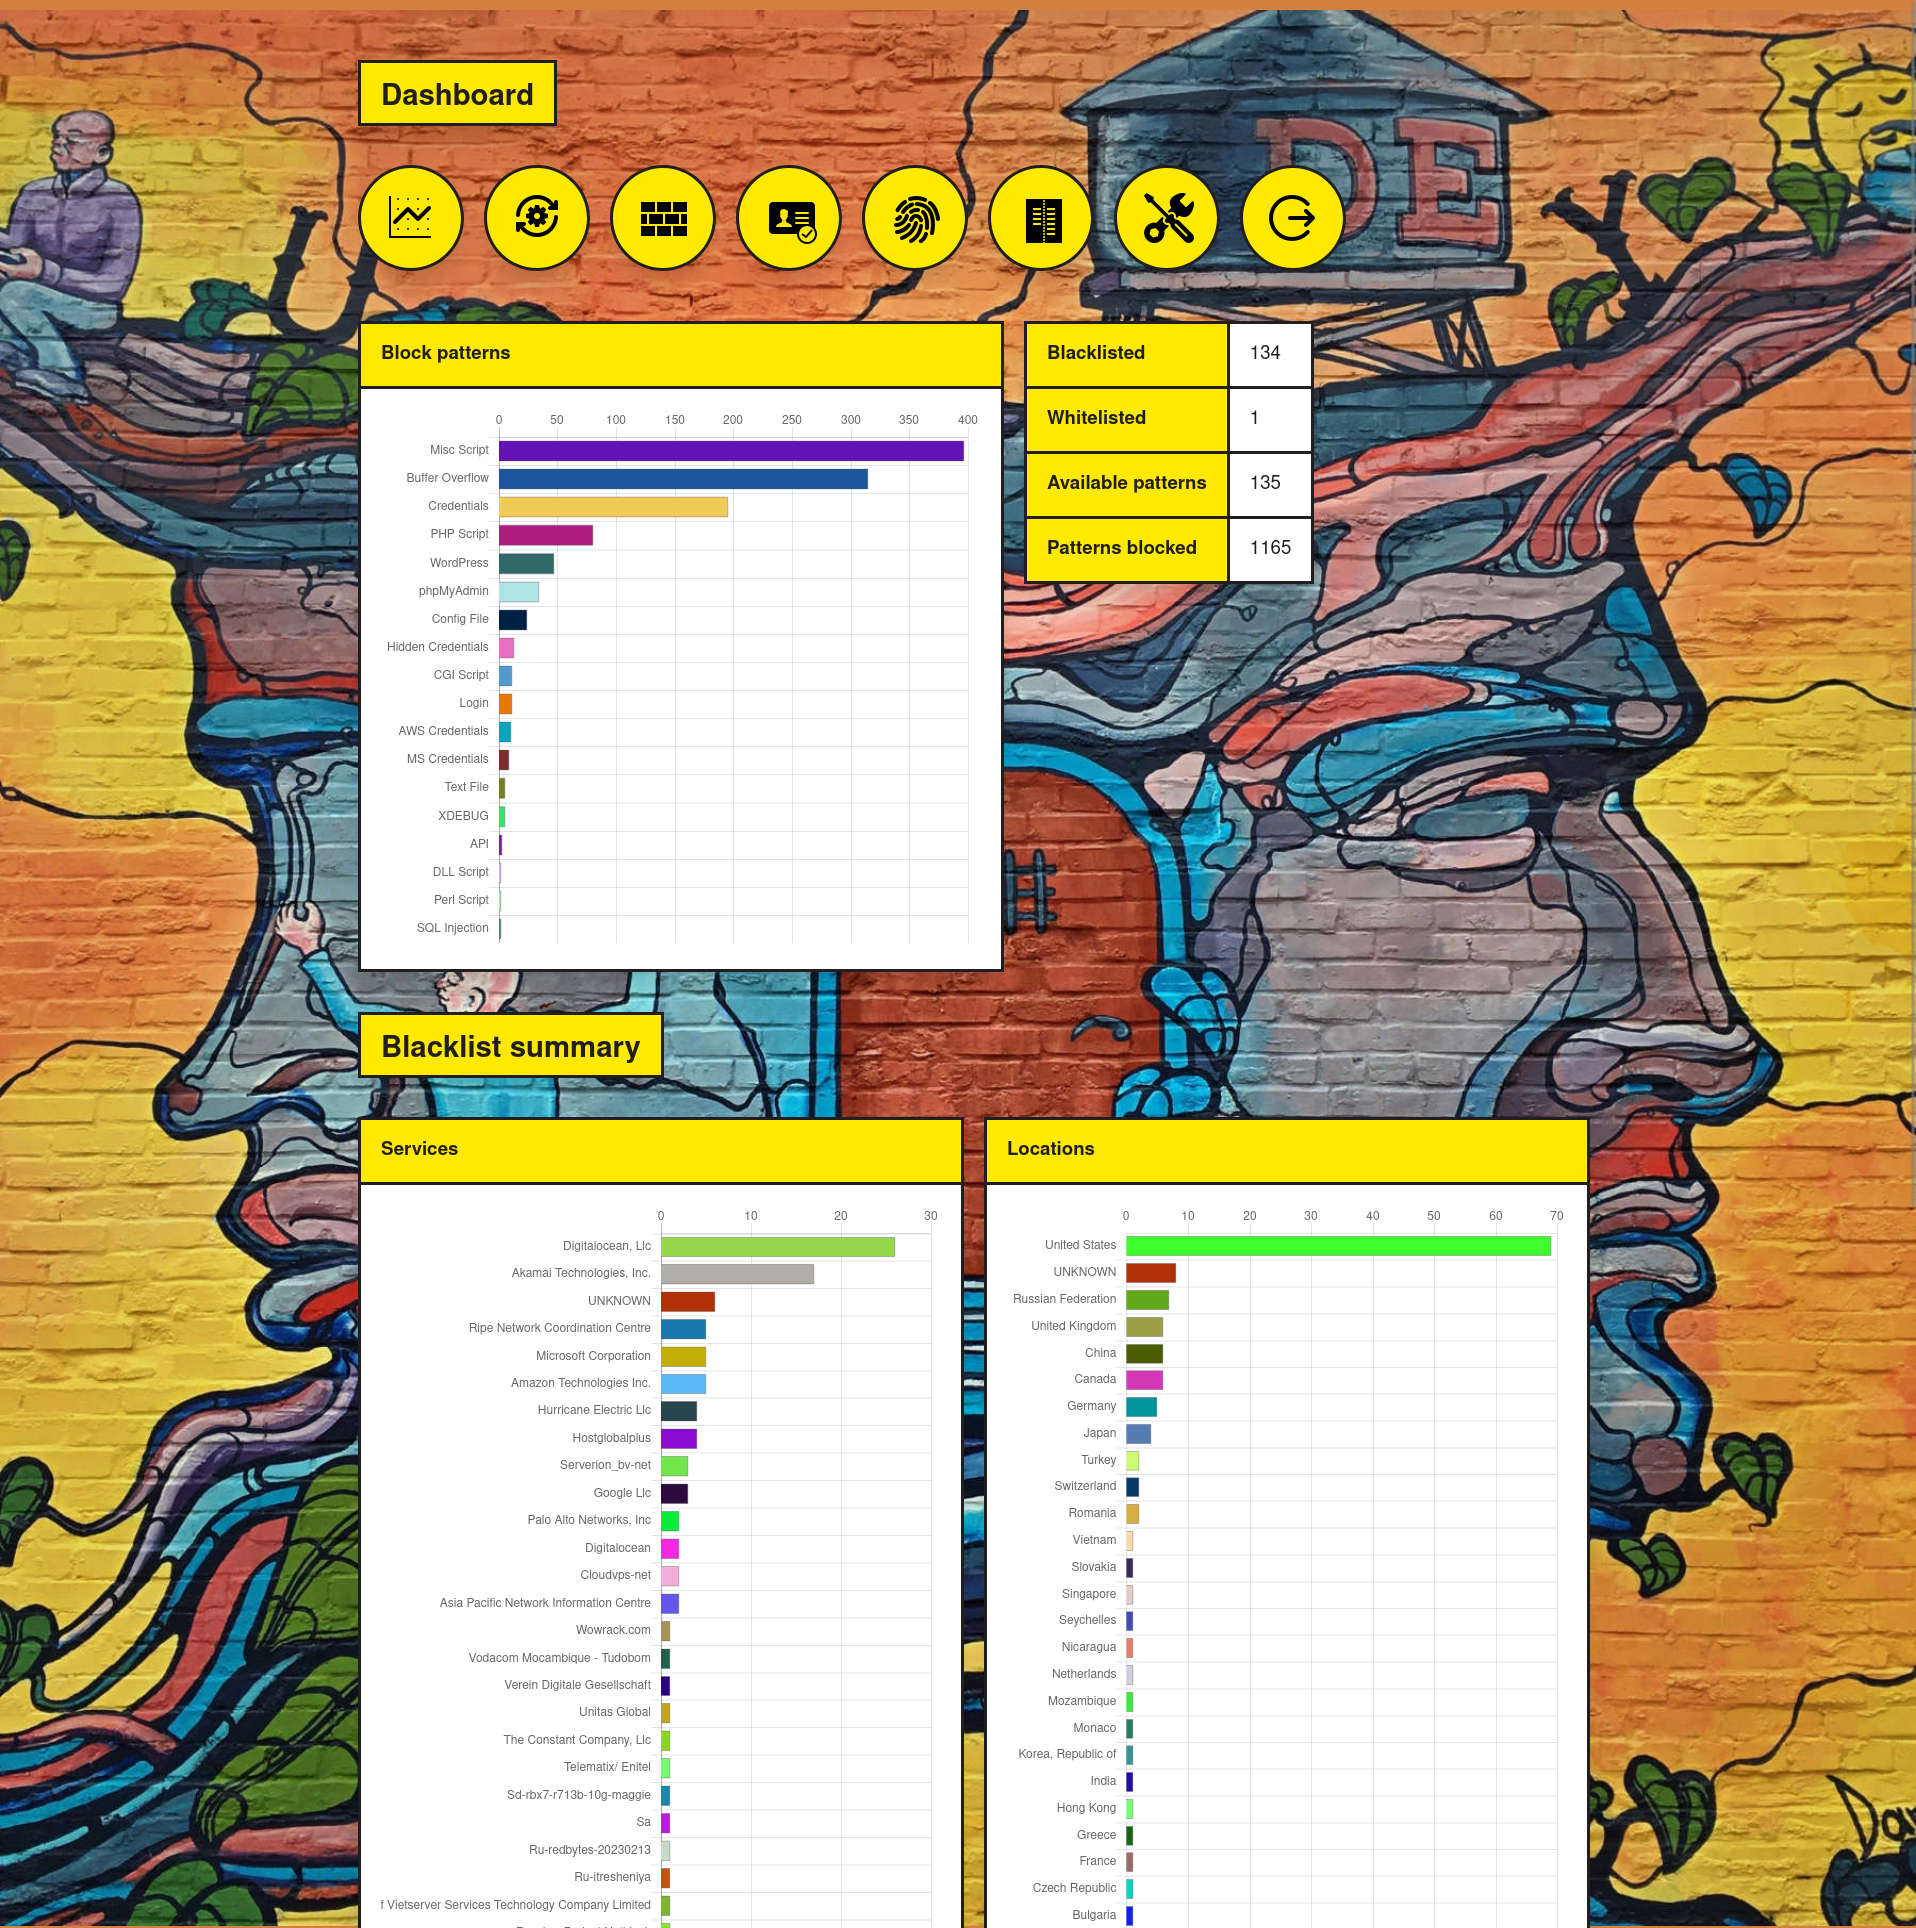 Dashboard
DE
Block patterns
0 50 100 150 200 250 300 350 400
Misc Script
Buffer Overflow
Credentials
PHP Script
WordPress
phpMyAdmin
Config File
Hidden Credentials
CGI Script
Login
AWS Credentials
MS Credentials
Text File
XDEBUG
API
DLL Script
Perl Script
SQL Injection
Blacklisted 134
Whitelisted 1
Available patterns 135
Patterns blocked 1165
Blacklist summary
Services
0 10 20 30
Digitalocean, Llc
Akamai Technologies, Inc.
UNKNOWN
Ripe Network Coordination Centre
Microsoft Corporation
Amazon Technologies Inc.
Hurricane Electric Llc
Hostglobalplus
Serverion_bv-net
Google Llc
Palo Alto Networks, Inc
Digitalocean
Cloudvps-net
Asia Pacific Network Information Centre
Wowrack.com
Vodacom Mocambique - Tudobom
Verein Digitale Gesellschaft
Unitas Global
The Constant Company, Llc
Telematix/ Enitel
Sd-rbx7-r713b-10g-maggie
Sa
Ru-redbytes-20230213
Ru-itresheniya
f Vietserver Services Technology Company Limited
Locations
0 10 20 30 40 50 60 70
United States
UNKNOWN
Russian Federation
United Kingdom
China
Canada
Germany
Japan
Turkey
Switzerland
Romania
Vietnam
Slovakia
Singapore
Seychelles
Nicaragua
Netherlands
Mozambique
Monaco
Korea, Republic of
India
Hong Kong
Greece
France
Czech Republic
Bulgaria